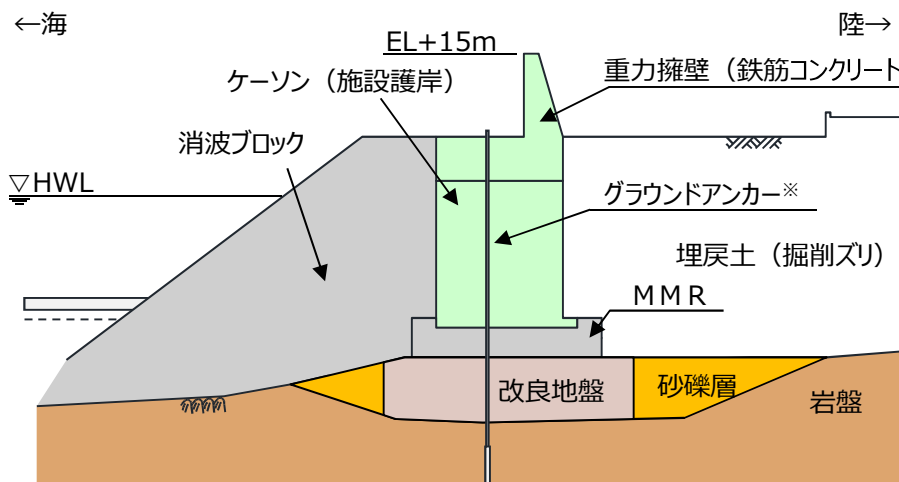 ←海
陸→
EL+15m
重力擁壁（鉄筋コンクリート
ケーソン（施設護岸）
消波ブロック
▽HWL
グラウンドアンカー※
埋戻土（掘削ズリ）
ＭＭＲ
改良地盤
砂礫層
岩盤